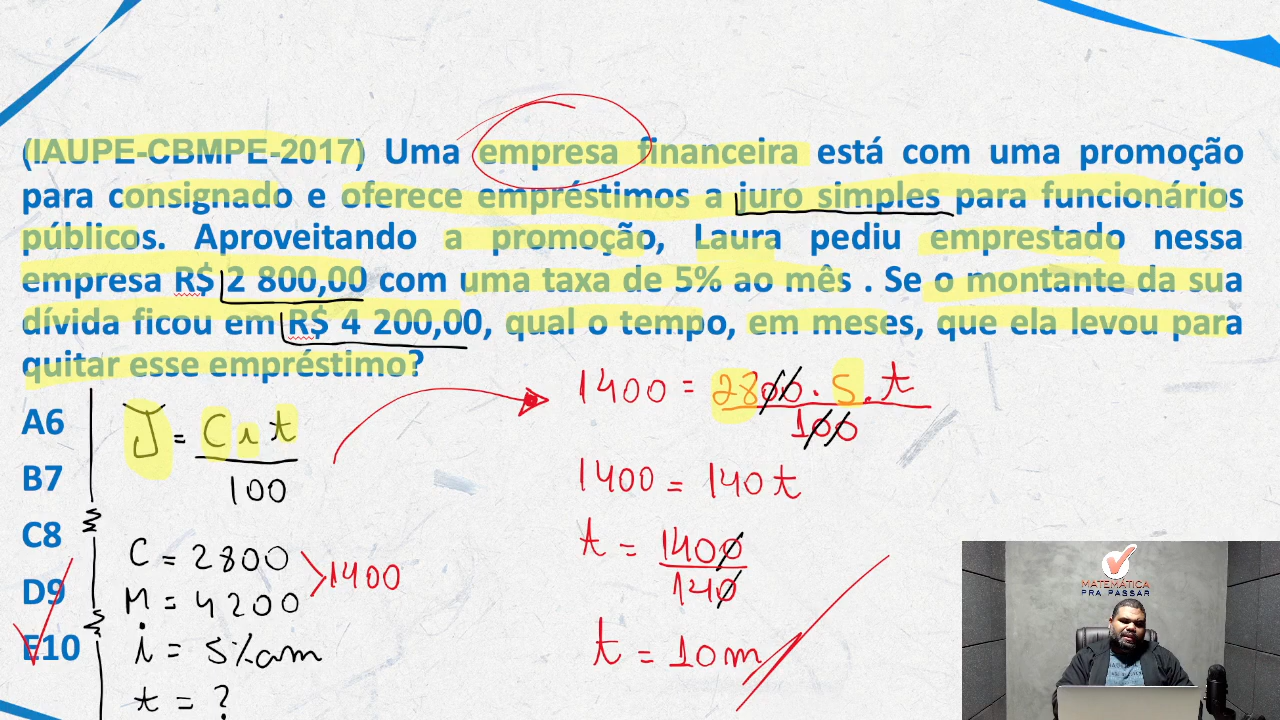 (IAUPE-CBMPE-2017) Uma empresa financeira está com uma promoção
para consignado e oferece empréstimos a juro simples para funcionários
públicos. Aproveitando a promoção, Laura pediu emprestado nessa
empresa R$ 2 800,00 com uma taxa de 5% ao mês . Se o montante da sua
dívida ficou em R$ 4 200,00, qual o tempo, em meses, que ela levou para
quitar esse empréstimo?
A6
B7
C8
D9
E10
J = C i t
100
C = 2800
M = 4200
1400
i = 5% am
t = ?
1400 = 2800 . 5 . t
100
1400 = 140 t
t = 1400
140
t = 10 m
MATEMÁTICA
PRA PASSAR